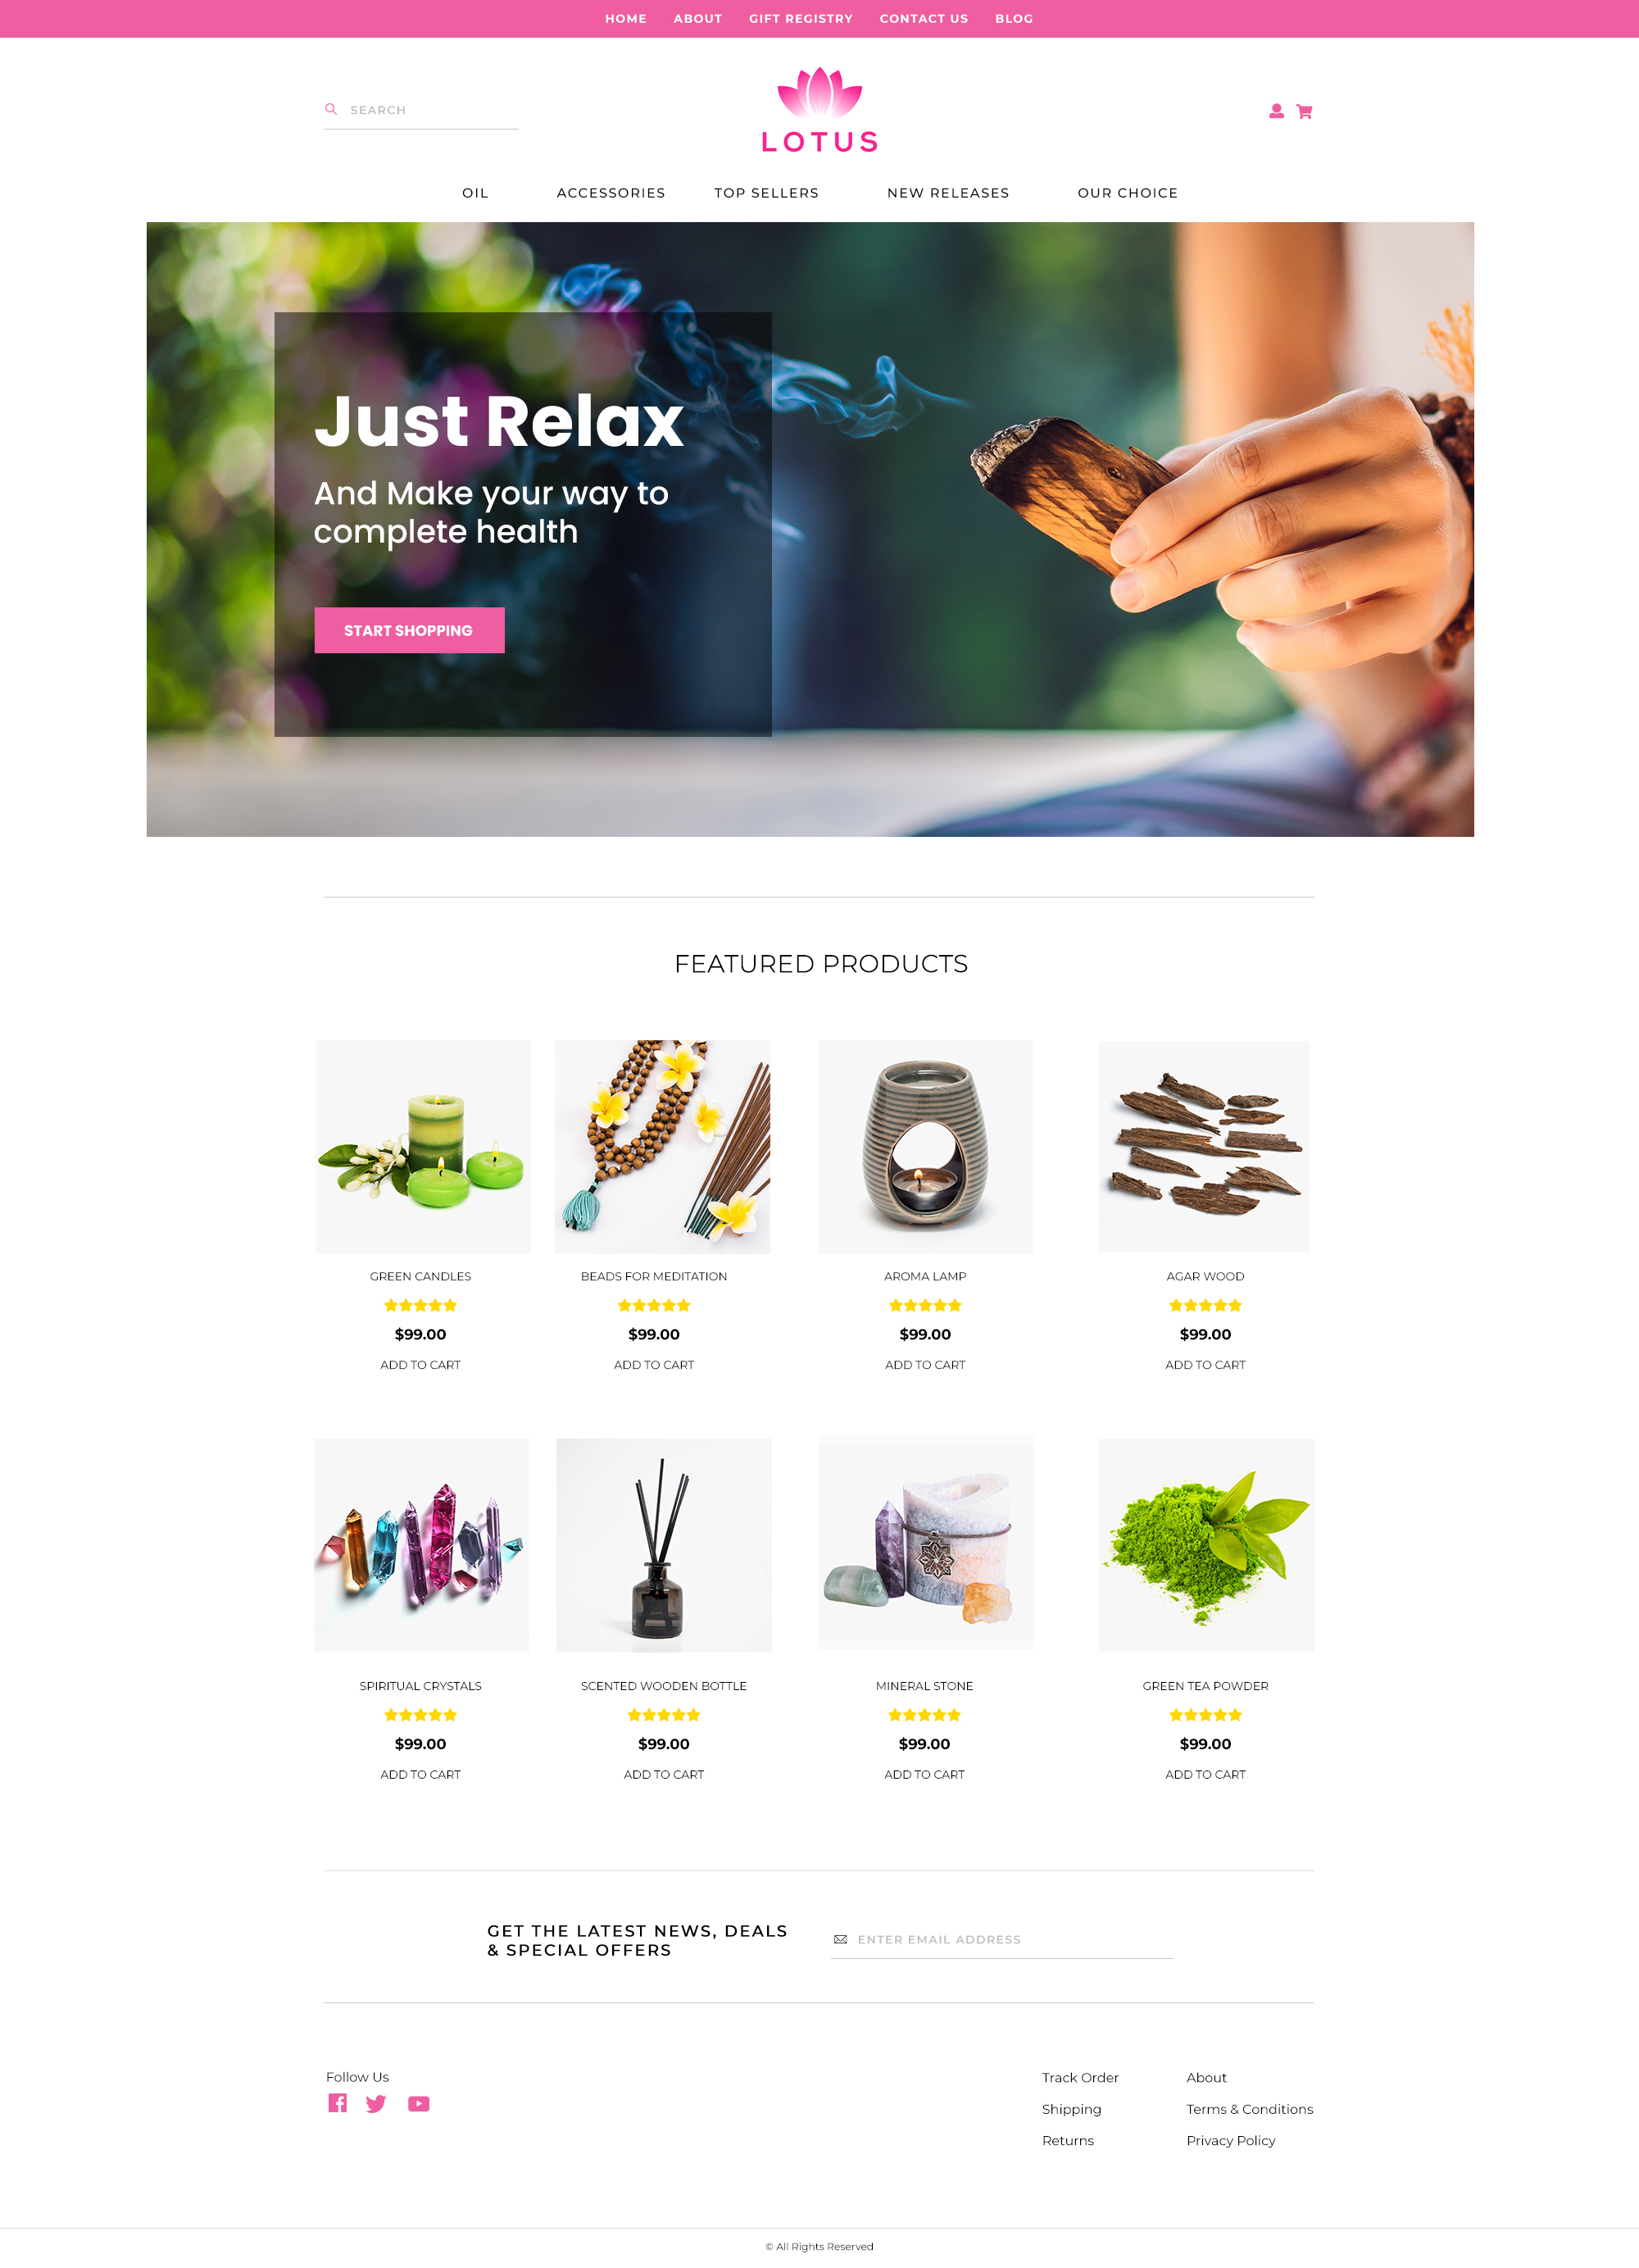 HOME ABOUT GIFT REGISTRY CONTACT US BLOG
SEARCH
LOTUS
OIL ACCESSORIES TOP SELLERS NEW RELEASES OUR CHOICE
Just Relax
And Make your way to
complete health
START SHOPPING
FEATURED PRODUCTS
GREEN CANDLES BEADS FOR MEDITATION AROMA LAMP AGAR WOOD
$99.00 $99.00 $99.00 $99.00
ADD TO CART ADD TO CART ADD TO CART ADD TO CART
SPIRITUAL CRYSTALS SCENTED WOODEN BOTTLE MINERAL STONE GREEN TEA POWDER
$99.00 $99.00 $99.00 $99.00
ADD TO CART ADD TO CART ADD TO CART ADD TO CART
GET THE LATEST NEWS, DEALS
& SPECIAL OFFERS
ENTER EMAIL ADDRESS
Follow Us
Track Order About
Shipping Terms & Conditions
Returns Privacy Policy
© All Rights Reserved